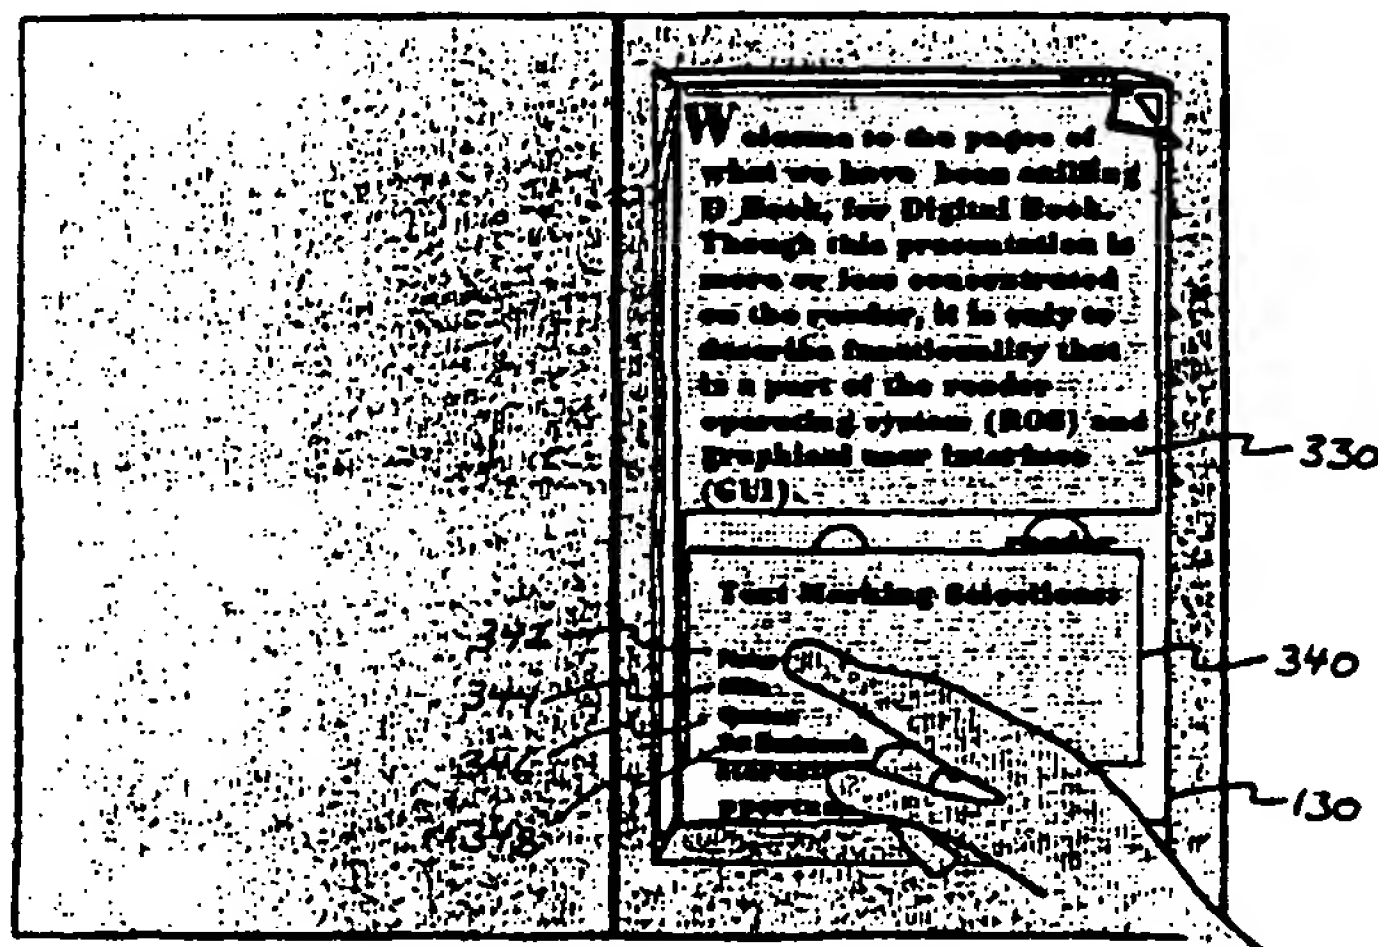 Welcome to the pages of
what we have been calling
D_Book, for Digital Book.
Though this presentation is
more or less concentrated
on the reader, it is only to
describe functionality that
is a part of the reader
operating system (ROS) and
graphical user interface
(GUI).
330
Text Marking Selections:
342
340
344
346
348
130